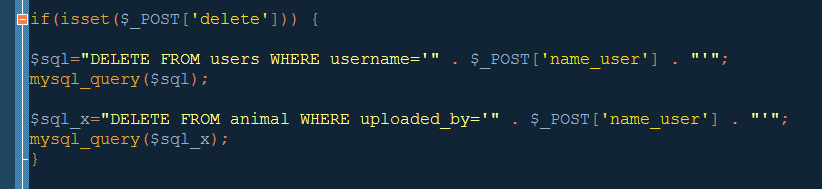 if(isset($_POST['delete'])) {
$sql="DELETE FROM users WHERE username='" . $_POST['name_user'] . "'";
mysql_query($sql);
$sql_x="DELETE FROM animal WHERE uploaded_by='" . $_POST['name_user'] . "'";
mysql_query($sql_x);
}